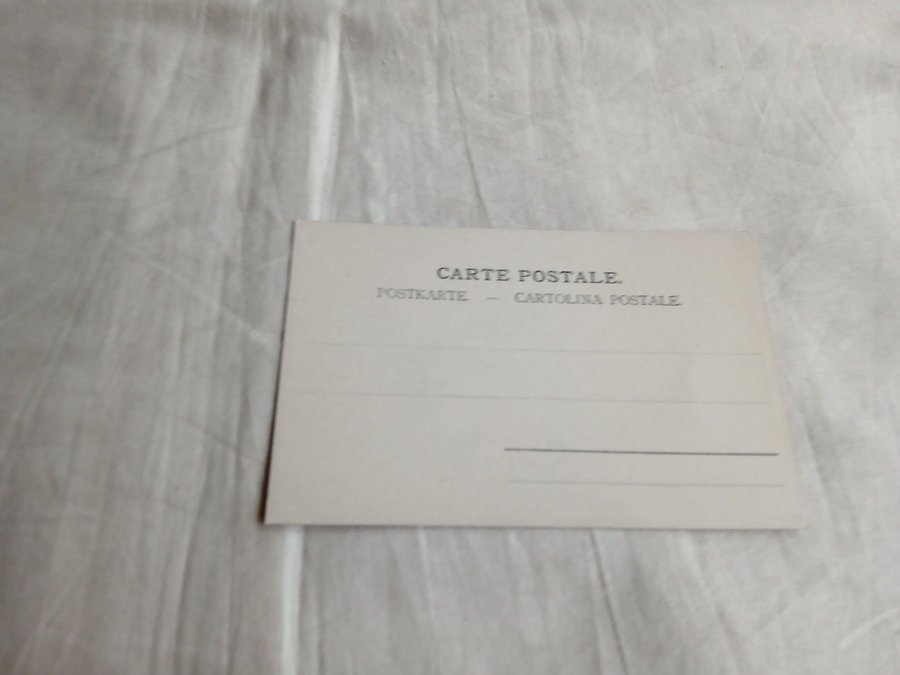 CARTE POSTALE.
POSTKARTE — CARTOLINA POSTALE